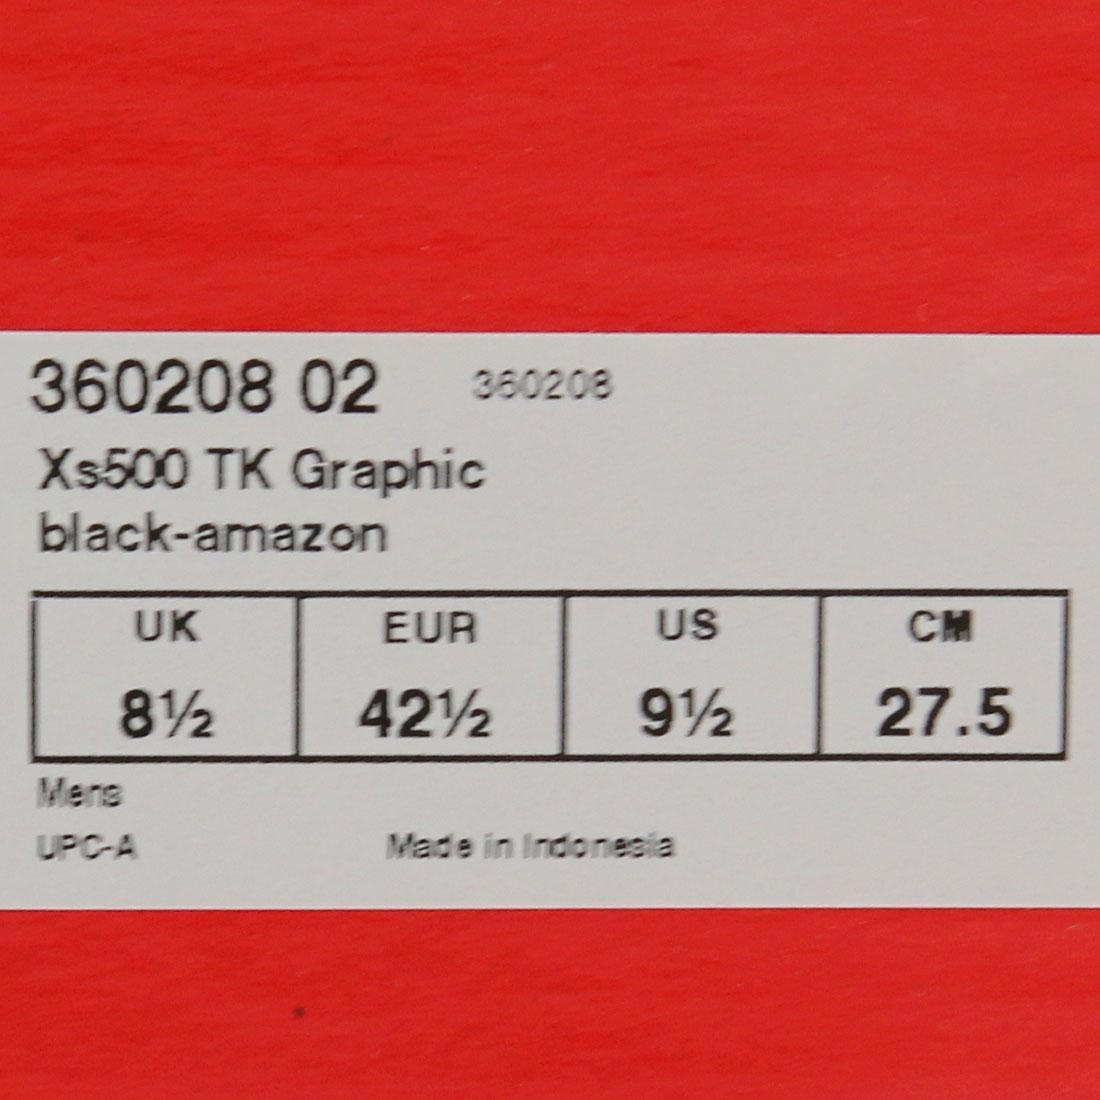 360208 02 360208
Xs500 TK Graphic
black-amazon
UK EUR US CM
8½ 42½ 9½ 27.5
Mens
UPC-A Made in Indonesia